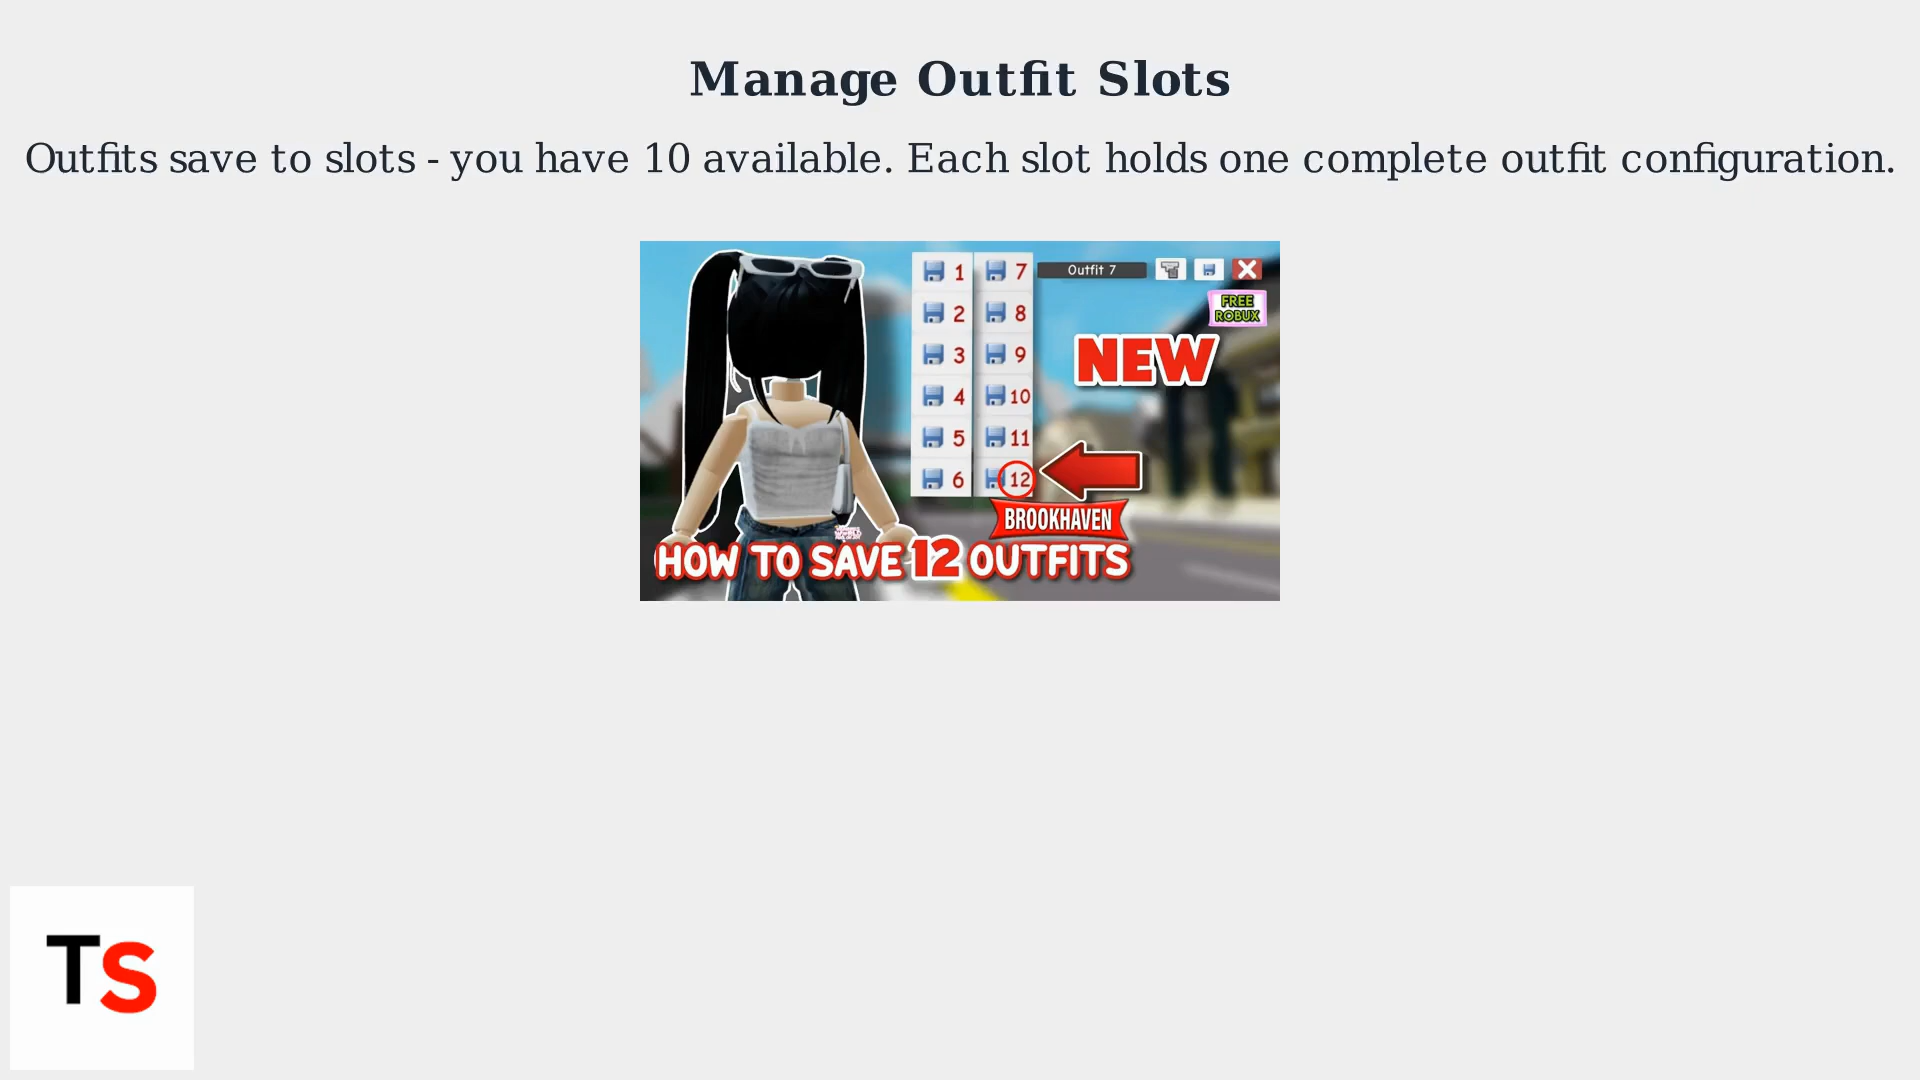 Manage Outfit Slots
Outfits save to slots - you have 10 available. Each slot holds one complete outfit configuration.
1 7 Outfit 7
2 8 FREE ROBUX
3 9 NEW
4 10
5 11
6 12
BROOKHAVEN
HOW TO SAVE 12 OUTFITS
TS